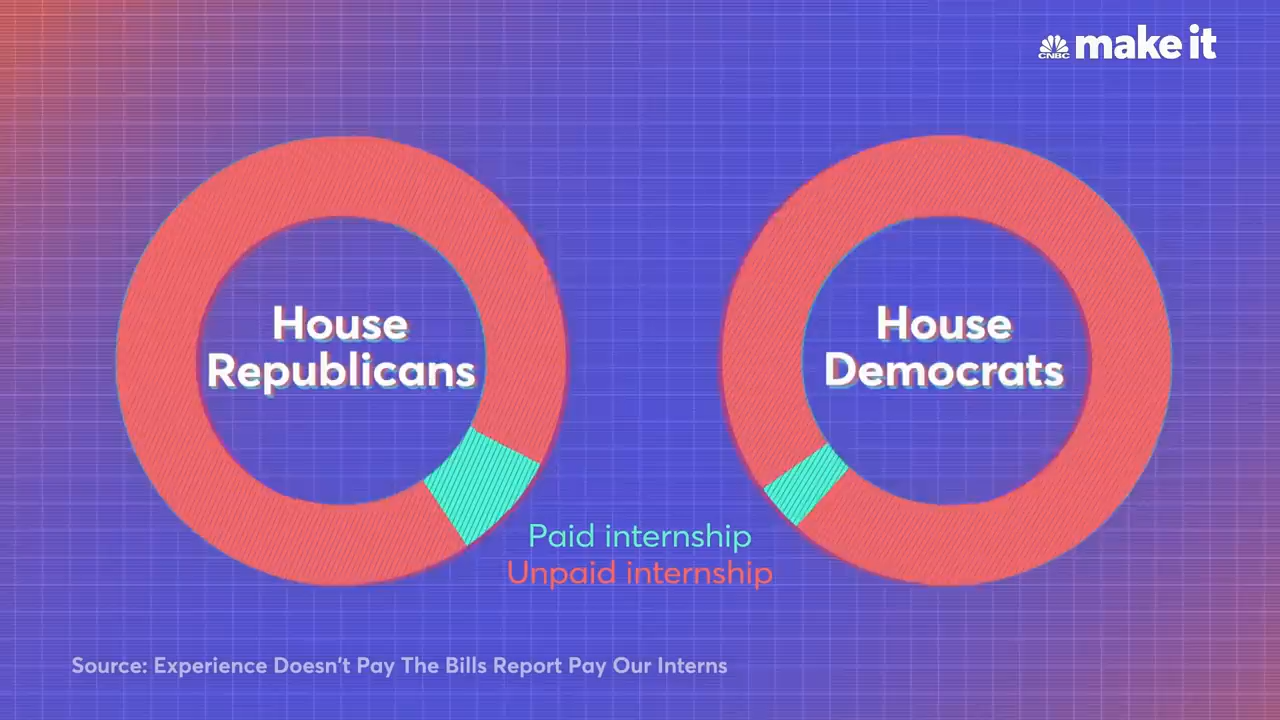 CNBC make it
House
Republicans
House
Democrats
Paid internship
Unpaid internship
Source: Experience Doesn't Pay The Bills Report Pay Our Interns